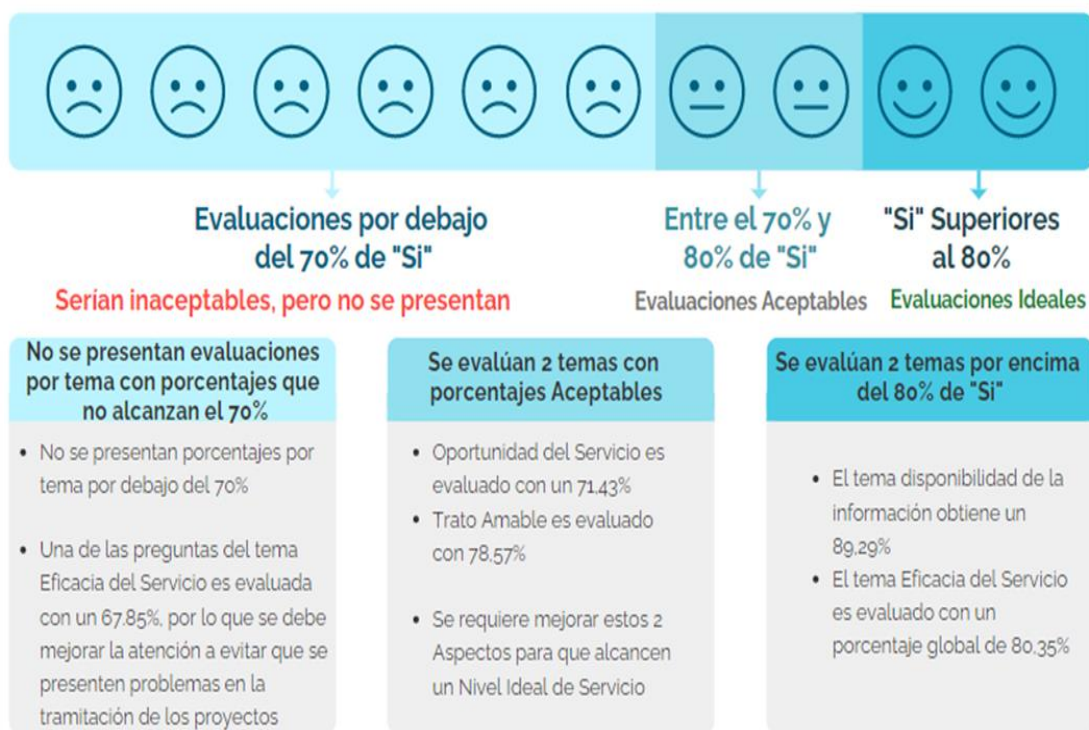 Evaluaciones por debajo
del 70% de "Si"
Serían inaceptables, pero no se presentan
Entre el 70% y
80% de "Si"
Evaluaciones Aceptables
"Si" Superiores
al 80%
Evaluaciones Ideales
No se presentan evaluaciones
por tema con porcentajes que
no alcanzan el 70%
• No se presentan porcentajes por
tema por debajo del 70%
• Una de las preguntas del tema
Eficacia del Servicio es evaluada
con un 67,85%, por lo que se debe
mejorar la atención a evitar que se
presenten problemas en la
tramitación de los proyectos
Se evalúan 2 temas con
porcentajes Aceptables
• Oportunidad del Servicio es
evaluado con un 71,43%
• Trato Amable es evaluado
con 78,57%
• Se requiere mejorar estos 2
Aspectos para que alcancen
un Nivel Ideal de Servicio
Se evalúan 2 temas por encima
del 80% de "Si"
• El tema disponibilidad de la
información obtiene un
89,29%
• El tema Eficacia del Servicio
es evaluado con un
porcentaje global de 80,35%